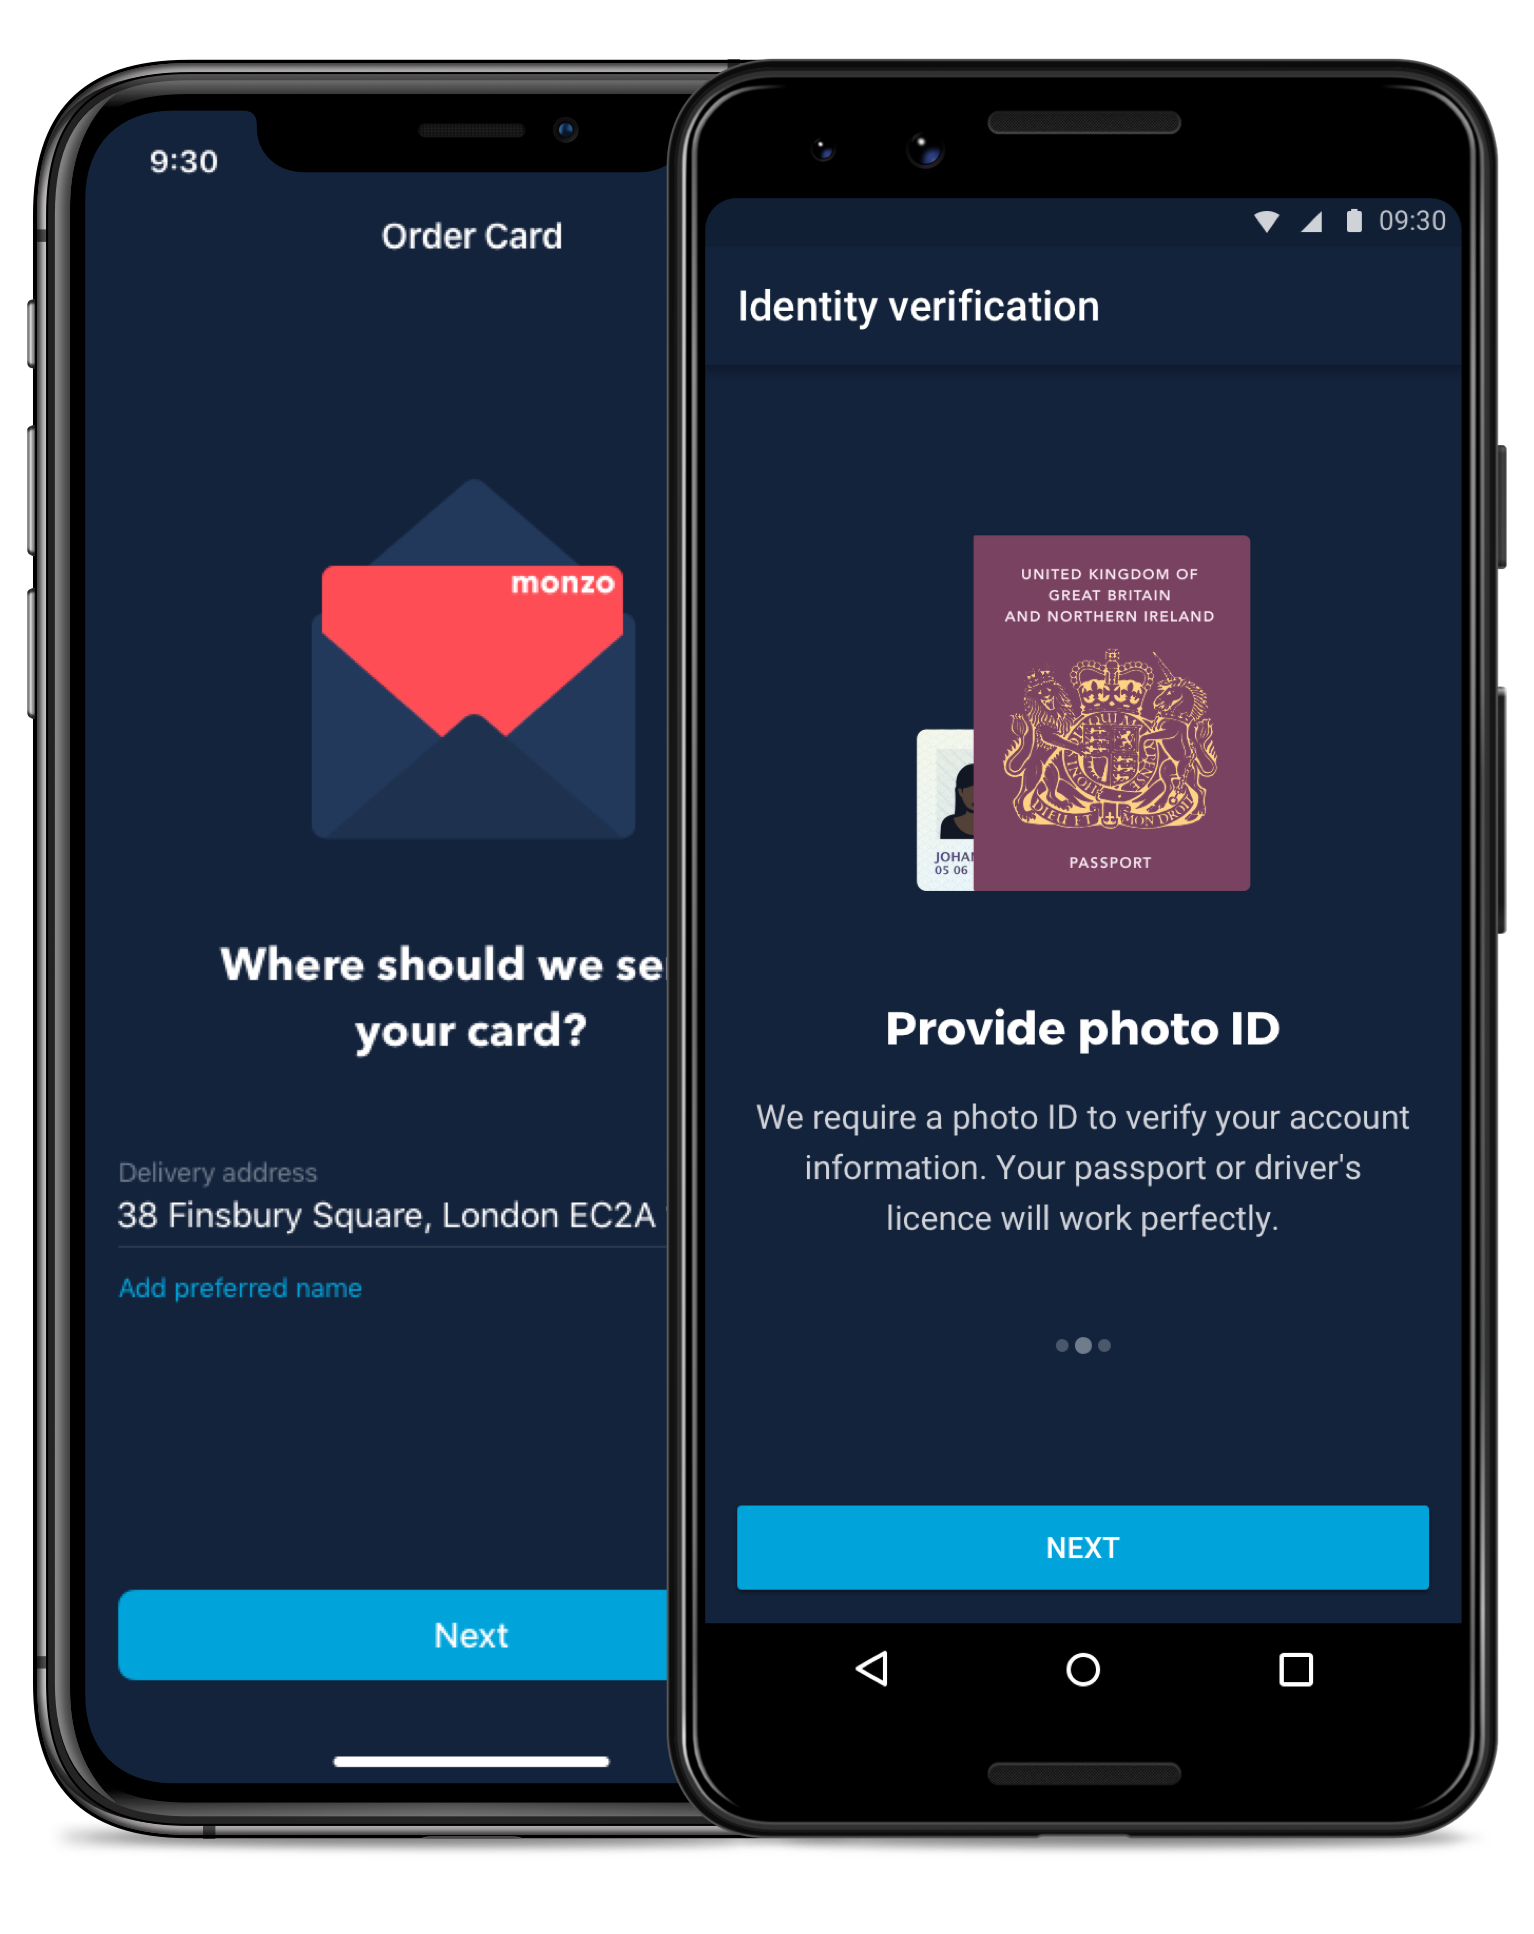 9:30
Order Card
monzo
Where should we
your card?
Delivery address
38 Finsbury Square, London EC2A
Add preferred name
Next
09:30
Identity verification
UNITED KINGDOM OF
GREAT BRITAIN
AND NORTHERN IRELAND
DIEU ET MON DROIT
PASSPORT
05 06
Provide photo ID
We require a photo ID to verify your account
information. Your passport or driver's
licence will work perfectly.
NEXT